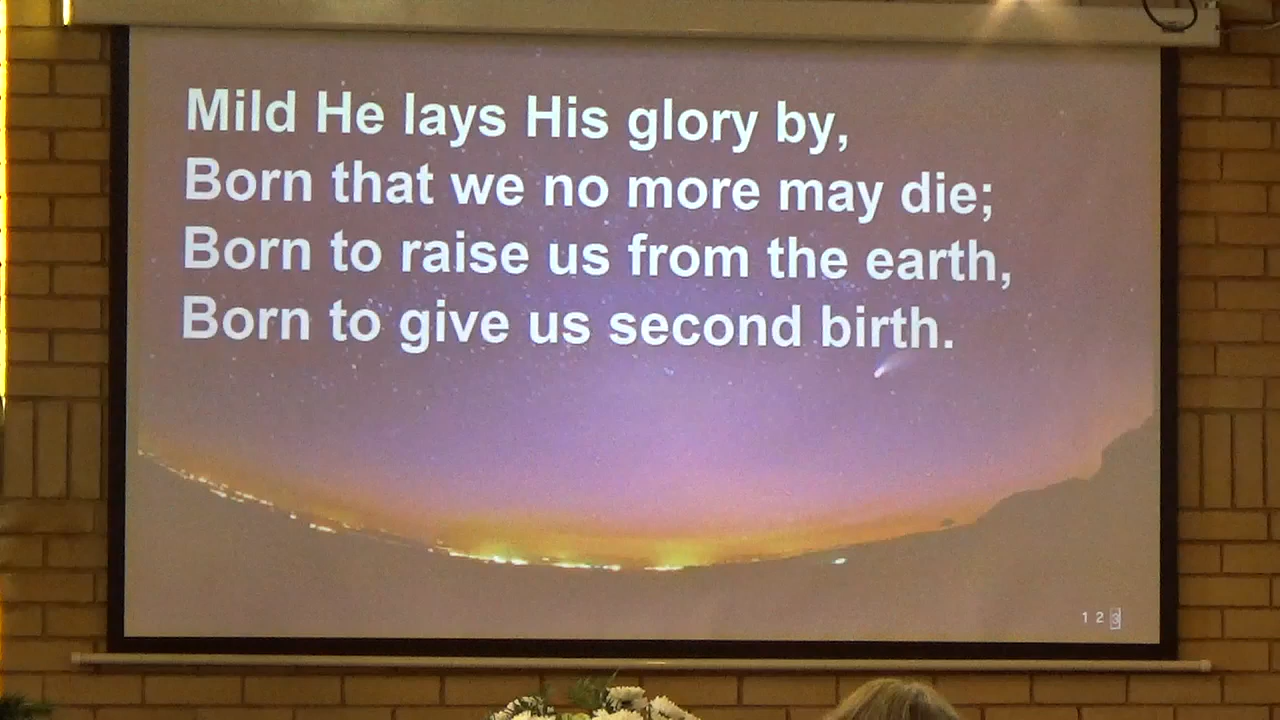 Mild He lays His glory by,
Born that we no more may die;
Born to raise us from the earth,
Born to give us second birth.
1 2 3